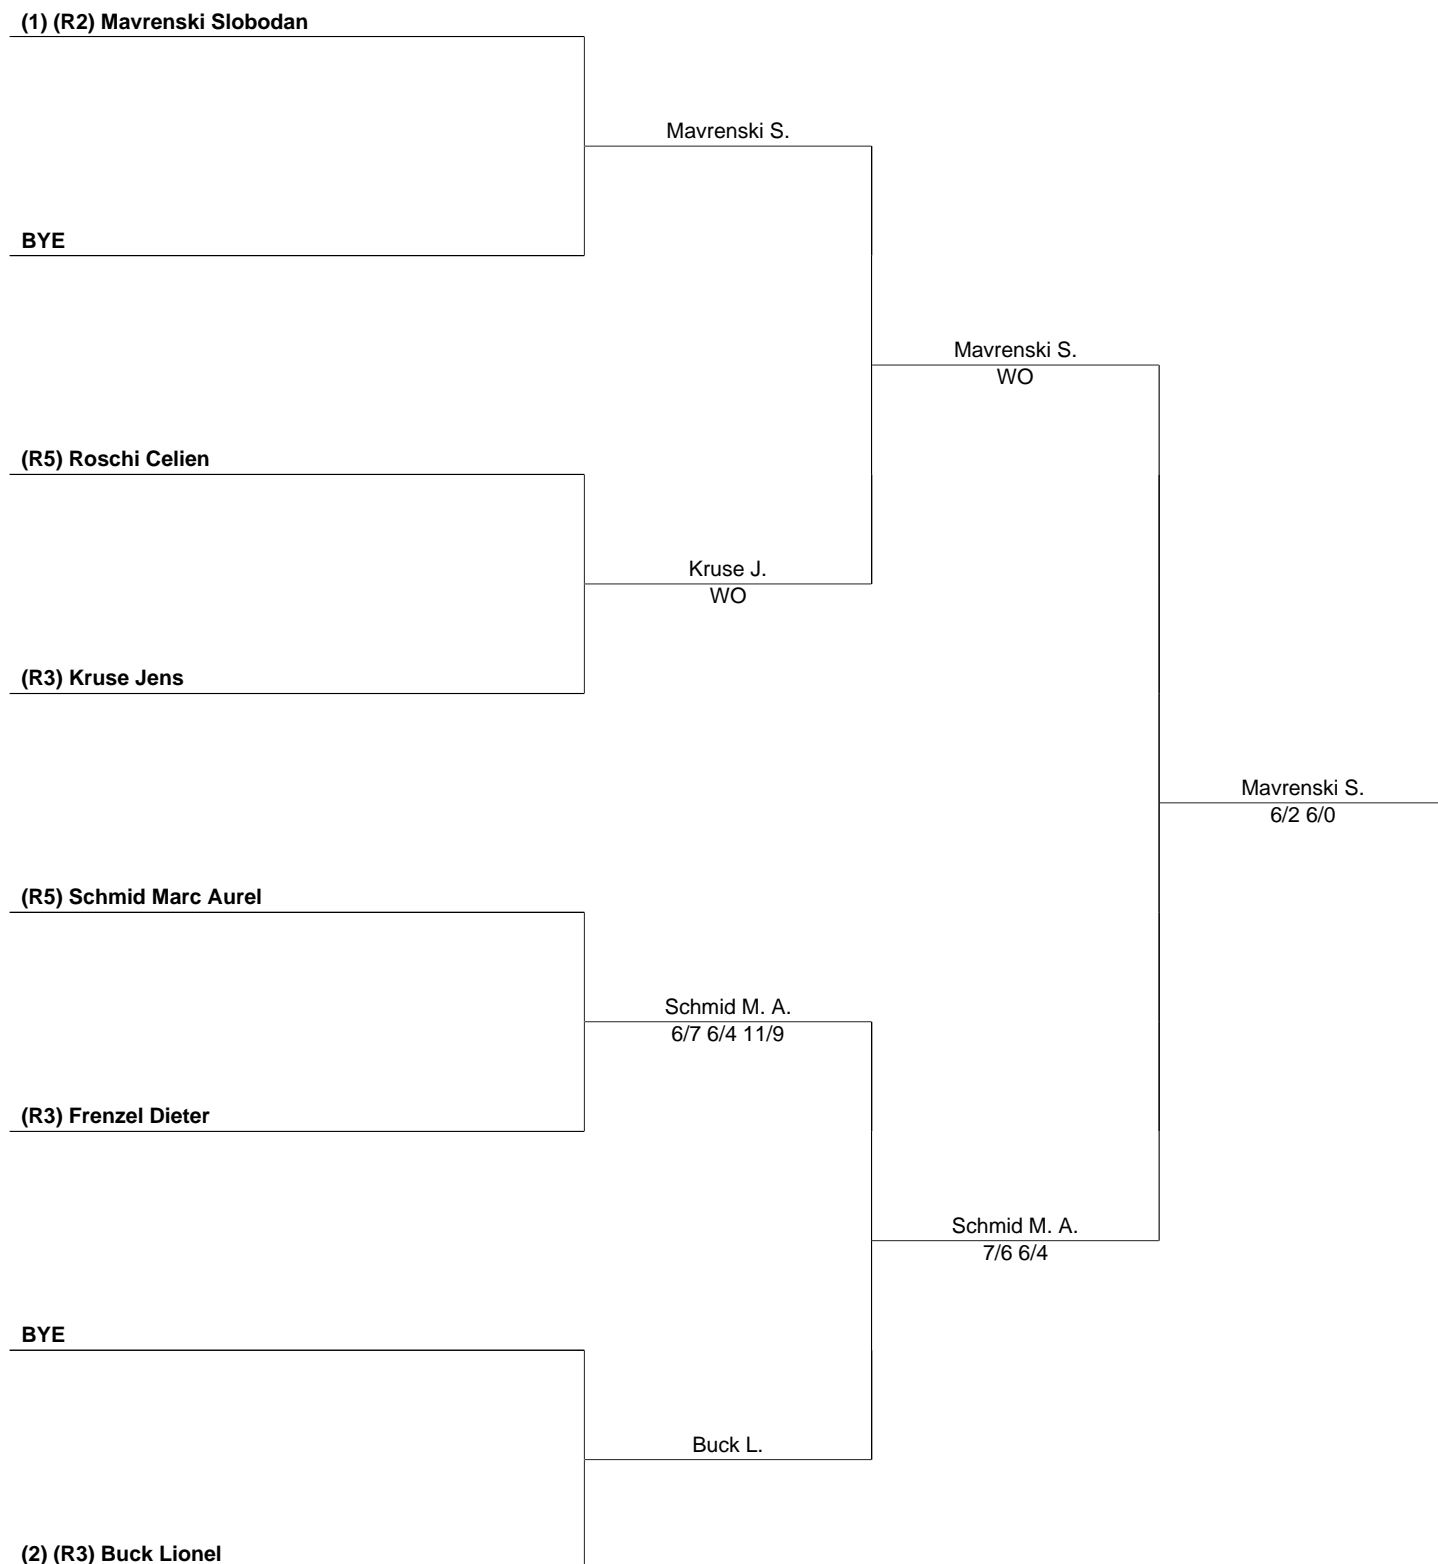 (1) (R2) Mavrenski Slobodan
Mavrenski S.
BYE
Mavrenski S.
WO
(R5) Roschi Celien
Kruse J.
WO
(R3) Kruse Jens
Mavrenski S.
6/2 6/0
(R5) Schmid Marc Aurel
Schmid M. A.
6/7 6/4 11/9
(R3) Frenzel Dieter
Schmid M. A.
7/6 6/4
BYE
Buck L.
(2) (R3) Buck Lionel